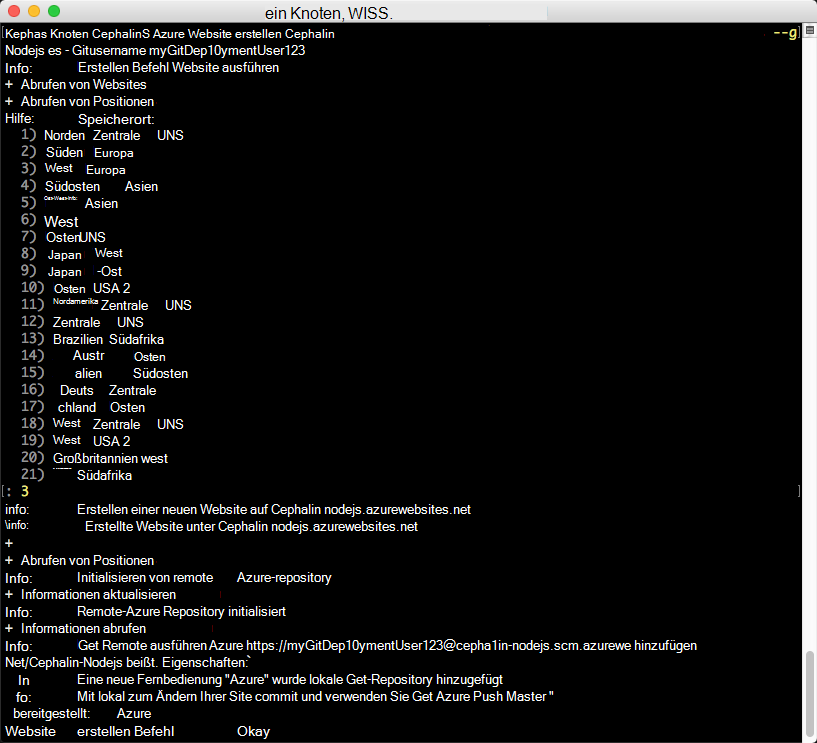 ein Knoten, WISS.
Kephas Knoten CephalinS Azure Website erstellen Cephalin --g
Nodejs es - Gitusername myGitDep10ymentUser123
Info: Erstellen Befehl Website ausführen
+ Abrufen von Websites
+ Abrufen von Positionen
Hilfe: Speicherort:
1) Norden Zentrale UNS
2) Süden Europa
3) West Europa
4) Südosten Asien
5) Asien
6) West
7) OstenUNS
8) Japan West
9) Japan -Ost
10) Osten USA 2
11) Nordamerika Zentrale UNS
12) Zentrale UNS
13) Brazilien Südafrika
14) Austr Osten
15) alien Südosten
16) Deuts Zentrale
17) chland Osten
18) West Zentrale UNS
19) West USA 2
20) Großbritannien west
21) Südafrika
[: 3 ]
info: Erstellen einer neuen Website auf Cephalin nodejs.azurewebsites.net
\info: Erstellte Website unter Cephalin nodejs.azurewebsites.net
+
+ Abrufen von Positionen
Info: Initialisieren von remote Azure-repository
+ Informationen aktualisieren
Info: Remote-Azure Repository initialisiert
+ Informationen abrufen
Info: Get Remote ausführen Azure https://myGitDep10ymentUser123@cepha1in-nodejs.scm.azurewe hinzufügen
Net/Cephalin-Nodejs beißt. Eigenschaften:`
In Eine neue Fernbedienung "Azure" wurde lokale Get-Repository hinzugefügt
fo: Mit lokal zum Ändern Ihrer Site commit und verwenden Sie Get Azure Push Master "
bereitgestellt: Azure
Website erstellen Befehl Okay